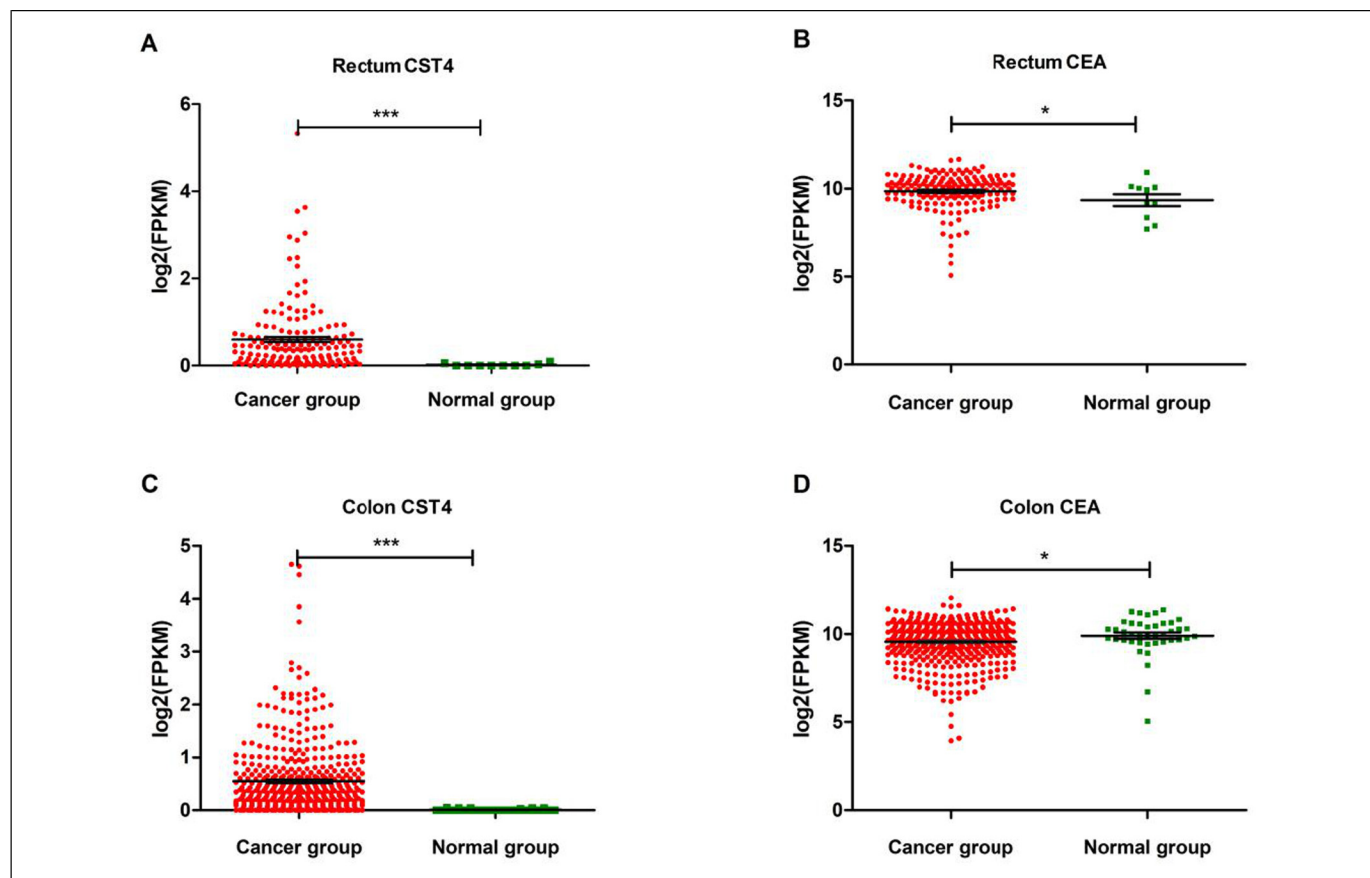 A
Rectum CST4
***
6
4
2
0
log2(FPKM)
Cancer group
Normal group
B
Rectum CEA
*
15
10
5
0
log2(FPKM)
Cancer group
Normal group
C
Colon CST4
***
5
4
3
2
1
0
log2(FPKM)
Cancer group
Normal group
D
Colon CEA
*
15
10
5
0
log2(FPKM)
Cancer group
Normal group